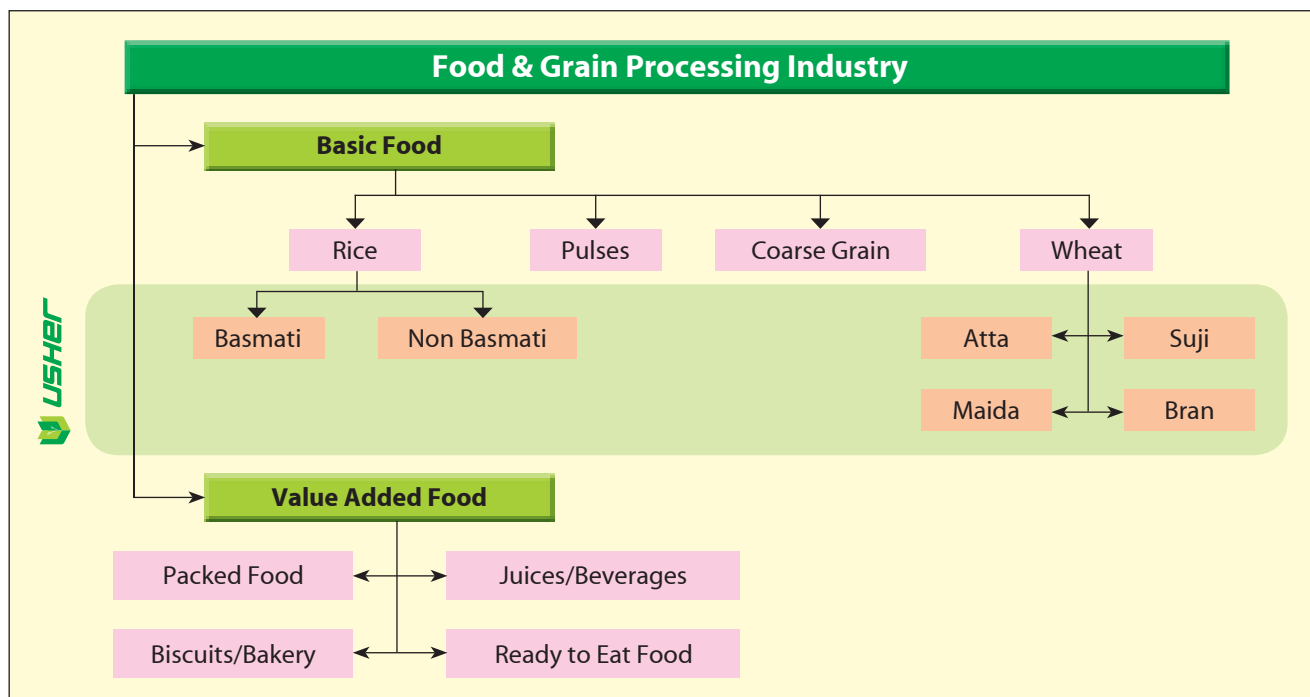 Food & Grain Processing Industry
Basic Food
Rice
Pulses
Coarse Grain
Wheat
USHER
Basmati
Non Basmati
Atta
Suji
Maida
Bran
Value Added Food
Packed Food
Juices/Beverages
Biscuits/Bakery
Ready to Eat Food